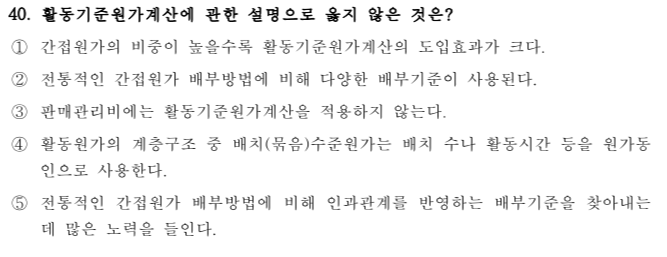 40. 활동기준원가계산에 관한 설명으로 옳지 않은 것은?
① 간접원가의 비중이 높을수록 활동기준원가계산의 도입효과가 크다.
② 전통적인 간접원가 배부방법에 비해 다양한 배부기준이 사용된다.
③ 판매관리비에는 활동기준원가계산을 적용하지 않는다.
④ 활동원가의 계층구조 중 배치(묶음)수준원가는 배치 수나 활동시간 등을 원가동
인으로 사용한다.
⑤ 전통적인 간접원가 배부방법에 비해 인과관계를 반영하는 배부기준을 찾아내는
데 많은 노력을 들인다.